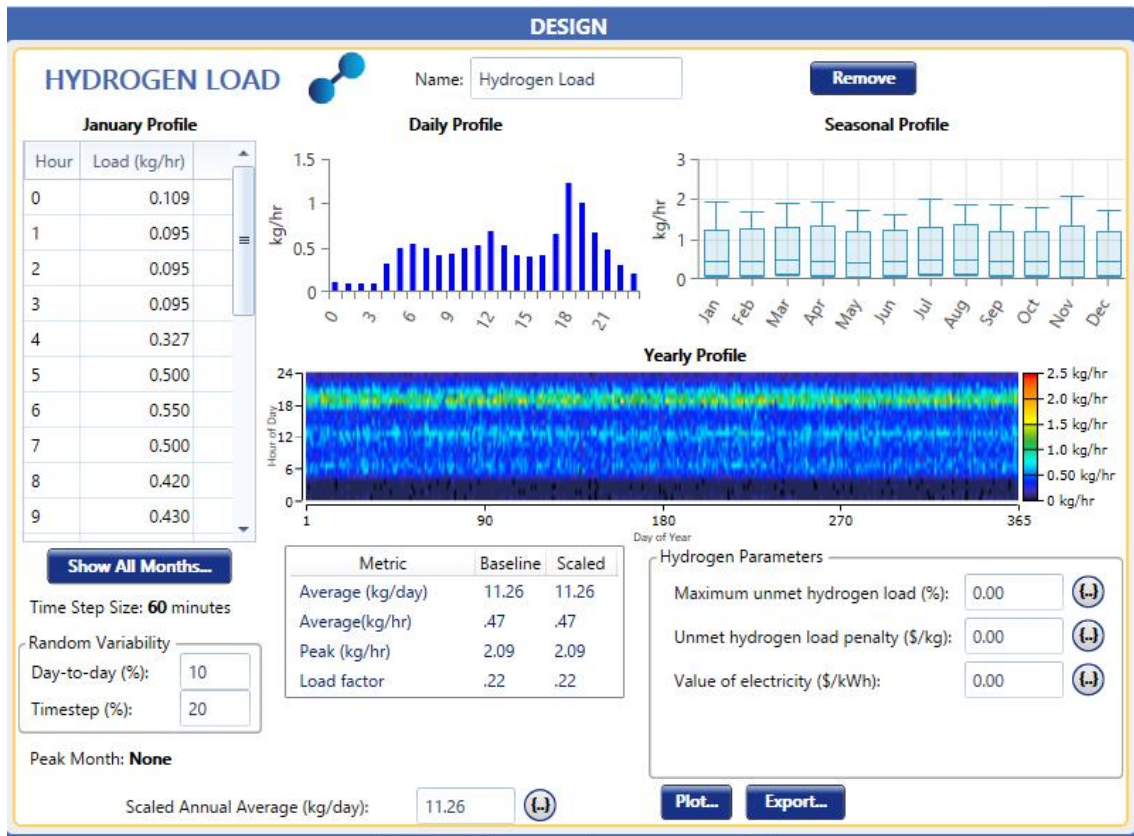 DESIGN
HYDROGEN LOAD
Name: Hydrogen Load
Remove
January Profile
Hour Load (kg/hr)
0 0.109
1 0.095
2 0.095
3 0.095
4 0.327
5 0.500
6 0.550
7 0.500
8 0.420
9 0.430
Show All Months...
Time Step Size: 60 minutes
Random Variability
Day-to-day (%): 10
Timestep (%): 20
Peak Month: None
Daily Profile
kg/hr
1.5
1
0.5
0
0 3 6 9 12 15 18 21
Seasonal Profile
kg/hr
3
2
1
0
Jan Feb Mar Apr May Jun Jul Aug Sep Oct Nov Dec
Yearly Profile
Hour of Day
24
18
12
6
0
1 90 180 270 365
Day of Year
2.5 kg/hr
2.0 kg/hr
1.5 kg/hr
1.0 kg/hr
0.50 kg/hr
0 kg/hr
Metric Baseline Scaled
Average (kg/day) 11.26 11.26
Average(kg/hr) .47 .47
Peak (kg/hr) 2.09 2.09
Load factor .22 .22
Hydrogen Parameters
Maximum unmet hydrogen load (%): 0.00 {..}
Unmet hydrogen load penalty ($/kg): 0.00 {..}
Value of electricity ($/kWh): 0.00 {..}
Scaled Annual Average (kg/day): 11.26 {..}
Plot... Export...